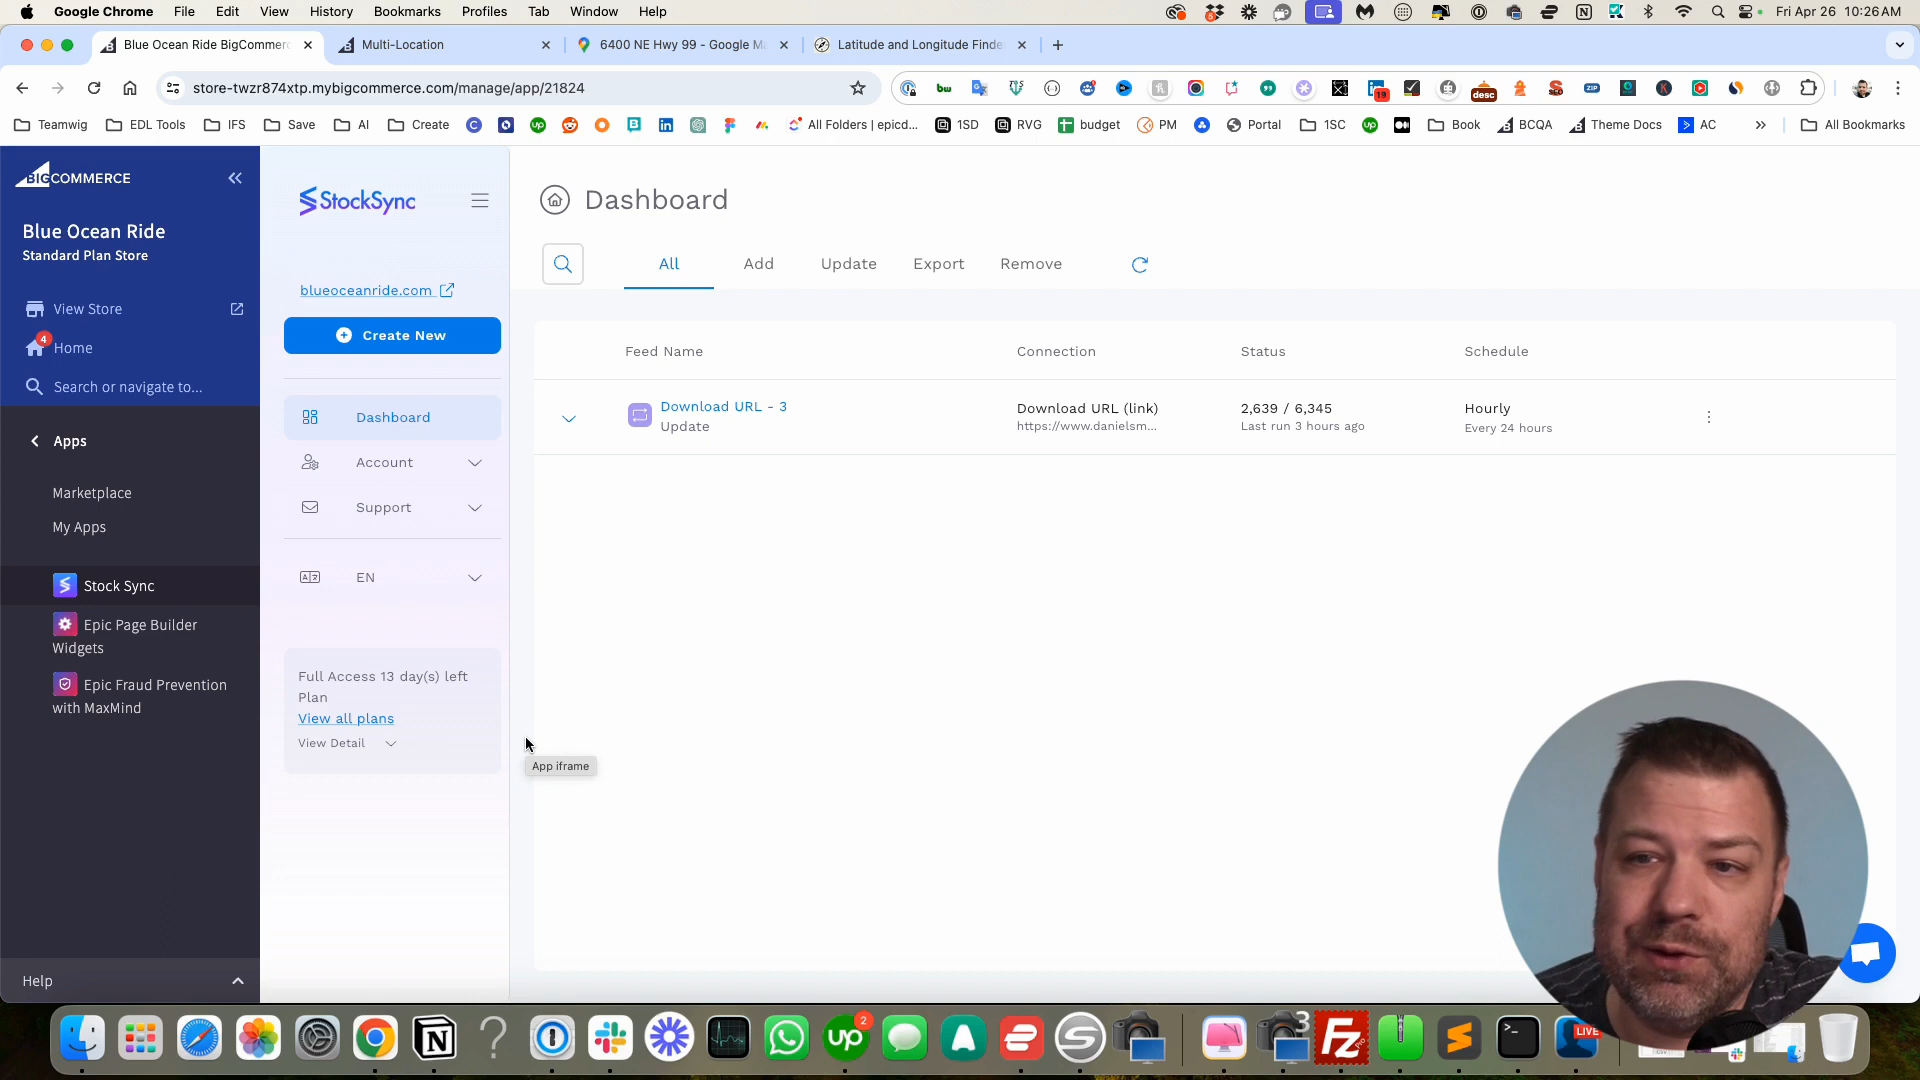 Google Chrome File Edit View History Bookmarks Profiles Tab Window Help Fri Apr 26 10:26 AM
Blue Ocean Ride BigCommerc Multi-Location 6400 NE Hwy 99 - Google M Latitude and Longitude Finde
store-twzr874xtp.mybigcommerce.com/manage/app/21824
Teamwig EDL Tools IFS Save AI Create All Folders | epicd... 1SD RVG budget PM Portal 1SC Book BCQA Theme Docs AC All Bookmarks
BIGCOMMERCE
Blue Ocean Ride
Standard Plan Store
View Store
4
Home
Search or navigate to...
Apps
Marketplace
My Apps
Stock Sync
Epic Page Builder
Widgets
Epic Fraud Prevention
with MaxMind
Help
StockSync
blueoceanride.com
Create New
Dashboard
Account
Support
EN
Full Access 13 day(s) left
Plan
View all plans
View Detail
App iframe
Dashboard
All Add Update Export Remove
Feed Name Connection Status Schedule
Download URL - 3 Download URL (link) 2,639 / 6,345 Hourly
Update https://www.danielsm... Last run 3 hours ago Every 24 hours
2
3
LIVE